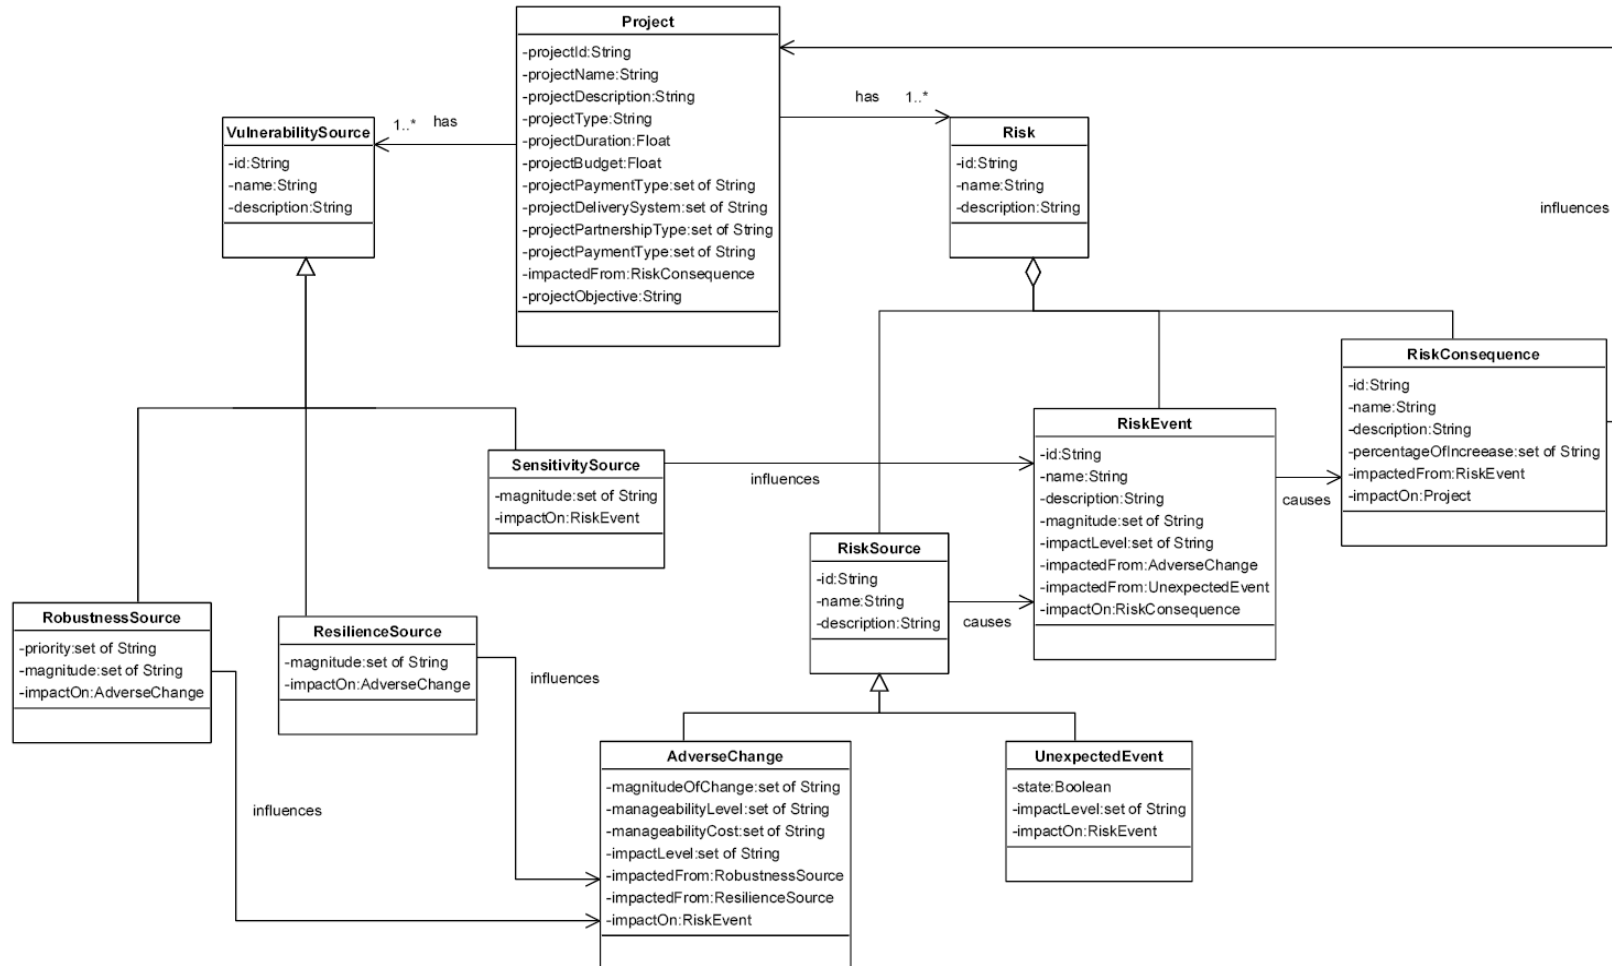 Project
-projectId:String
-projectName:String
-projectDescription:String
-projectType:String
-projectDuration:Float
-projectBudget:Float
-projectPaymentType:set of String
-projectDeliverySystem:set of String
-projectPartnershipType:set of String
-projectPaymentType:set of String
-impactedFrom:RiskConsequence
-projectObjective:String
1..* has
has 1..*
VulnerabilitySource
-id:String
-name:String
-description:String
Risk
-id:String
-name:String
-description:String
influences
RiskConsequence
-id:String
-name:String
-description:String
-percentageOfIncreease:set of String
-impactedFrom:RiskEvent
-impactOn:Project
RiskEvent
-id:String
-name:String
-description:String
-magnitude:set of String
-impactLevel:set of String
-impactedFrom:AdverseChange
-impactedFrom:UnexpectedEvent
-impactOn:RiskConsequence
causes
SensitivitySource
-magnitude:set of String
-impactOn:RiskEvent
influences
RiskSource
-id:String
-name:String
-description:String
causes
RobustnessSource
-priority:set of String
-magnitude:set of String
-impactOn:AdverseChange
ResilienceSource
-magnitude:set of String
-impactOn:AdverseChange
influences
influences
AdverseChange
-magnitudeOfChange:set of String
-manageabilityLevel:set of String
-manageabilityCost:set of String
-impactLevel:set of String
-impactedFrom:RobustnessSource
-impactedFrom:ResilienceSource
-impactOn:RiskEvent
UnexpectedEvent
-state:Boolean
-impactLevel:set of String
-impactOn:RiskEvent